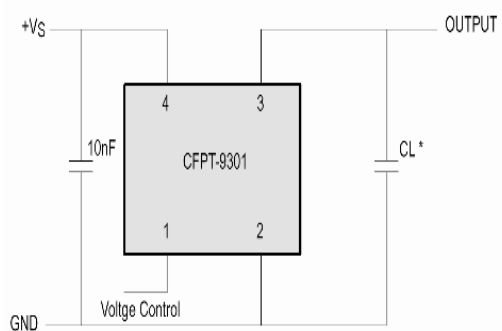 +VS
OUTPUT
4
3
10nF
CFPT-9301
CL *
1
2
Voltge Control
GND